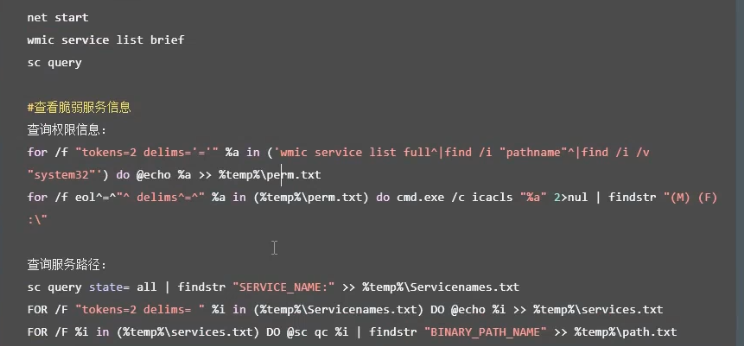 net start
wmic service list brief
sc query
#查看脆弱服务信息
查询权限信息：
for /f "tokens=2 delims='='" %a in ('wmic service list full^|find /i "pathname"^|find /i /v
"system32"') do @echo %a >> %temp%\perm.txt
for /f eol^=^"^ delims^=^" %a in (%temp%\perm.txt) do cmd.exe /c icacls "%a" 2>nul | findstr "(M) (F)
:\"
查询服务路径：
sc query state= all | findstr "SERVICE_NAME:" >> %temp%\Servicenames.txt
FOR /F "tokens=2 delims= " %i in (%temp%\Servicenames.txt) DO @echo %i >> %temp%\services.txt
FOR /F %i in (%temp%\services.txt) DO @sc qc %i | findstr "BINARY_PATH_NAME" >> %temp%\path.txt